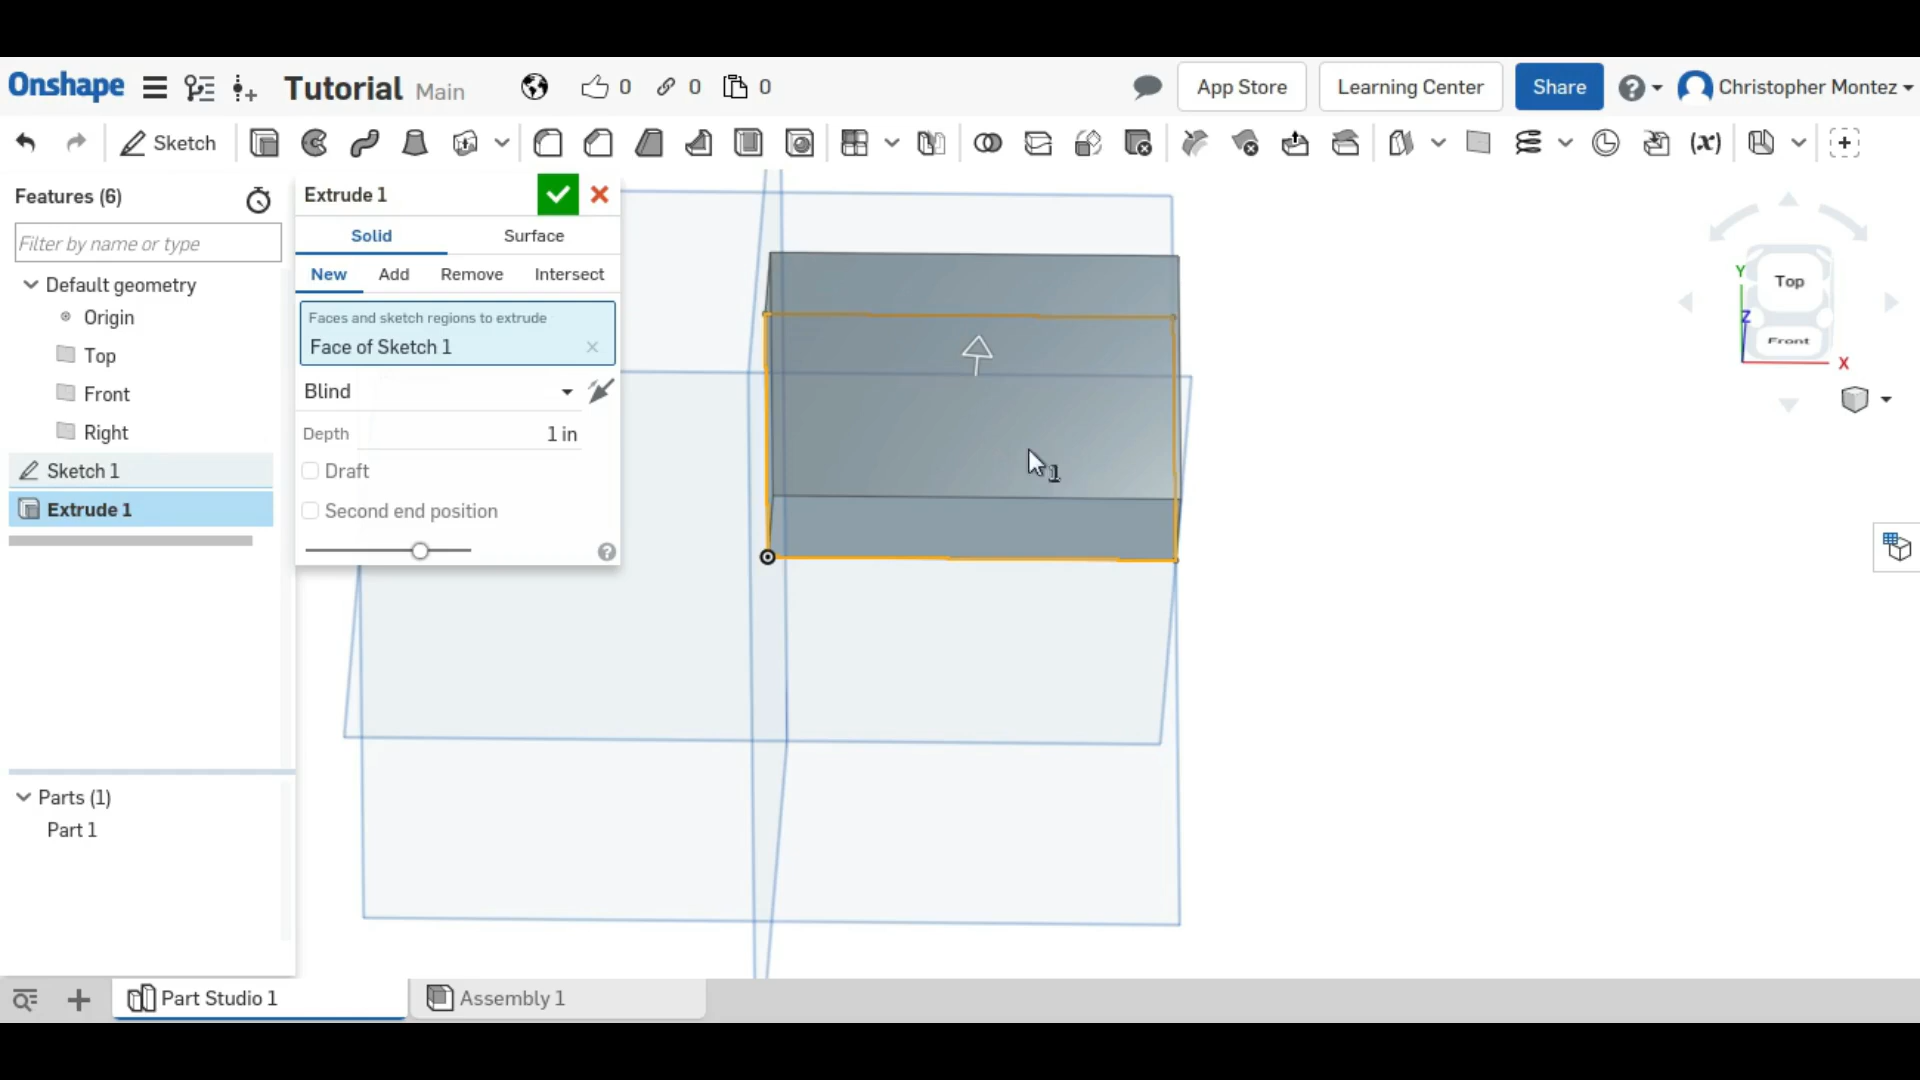 Onshape Tutorial Main 0 0 0 App Store Learning Center Share ? Christopher Montez
Sketch (x)
Features (6)
Filter by name or type
Default geometry
Origin
Top
Front
Right
Sketch 1
Extrude 1
Parts (1)
Part 1
Extrude 1
Solid Surface
New Add Remove Intersect
Faces and sketch regions to extrude
Face of Sketch 1
Blind
Depth 1 in
Draft
Second end position
?
1
Y
Top
Z
Front
X
Part Studio 1 Assembly 1